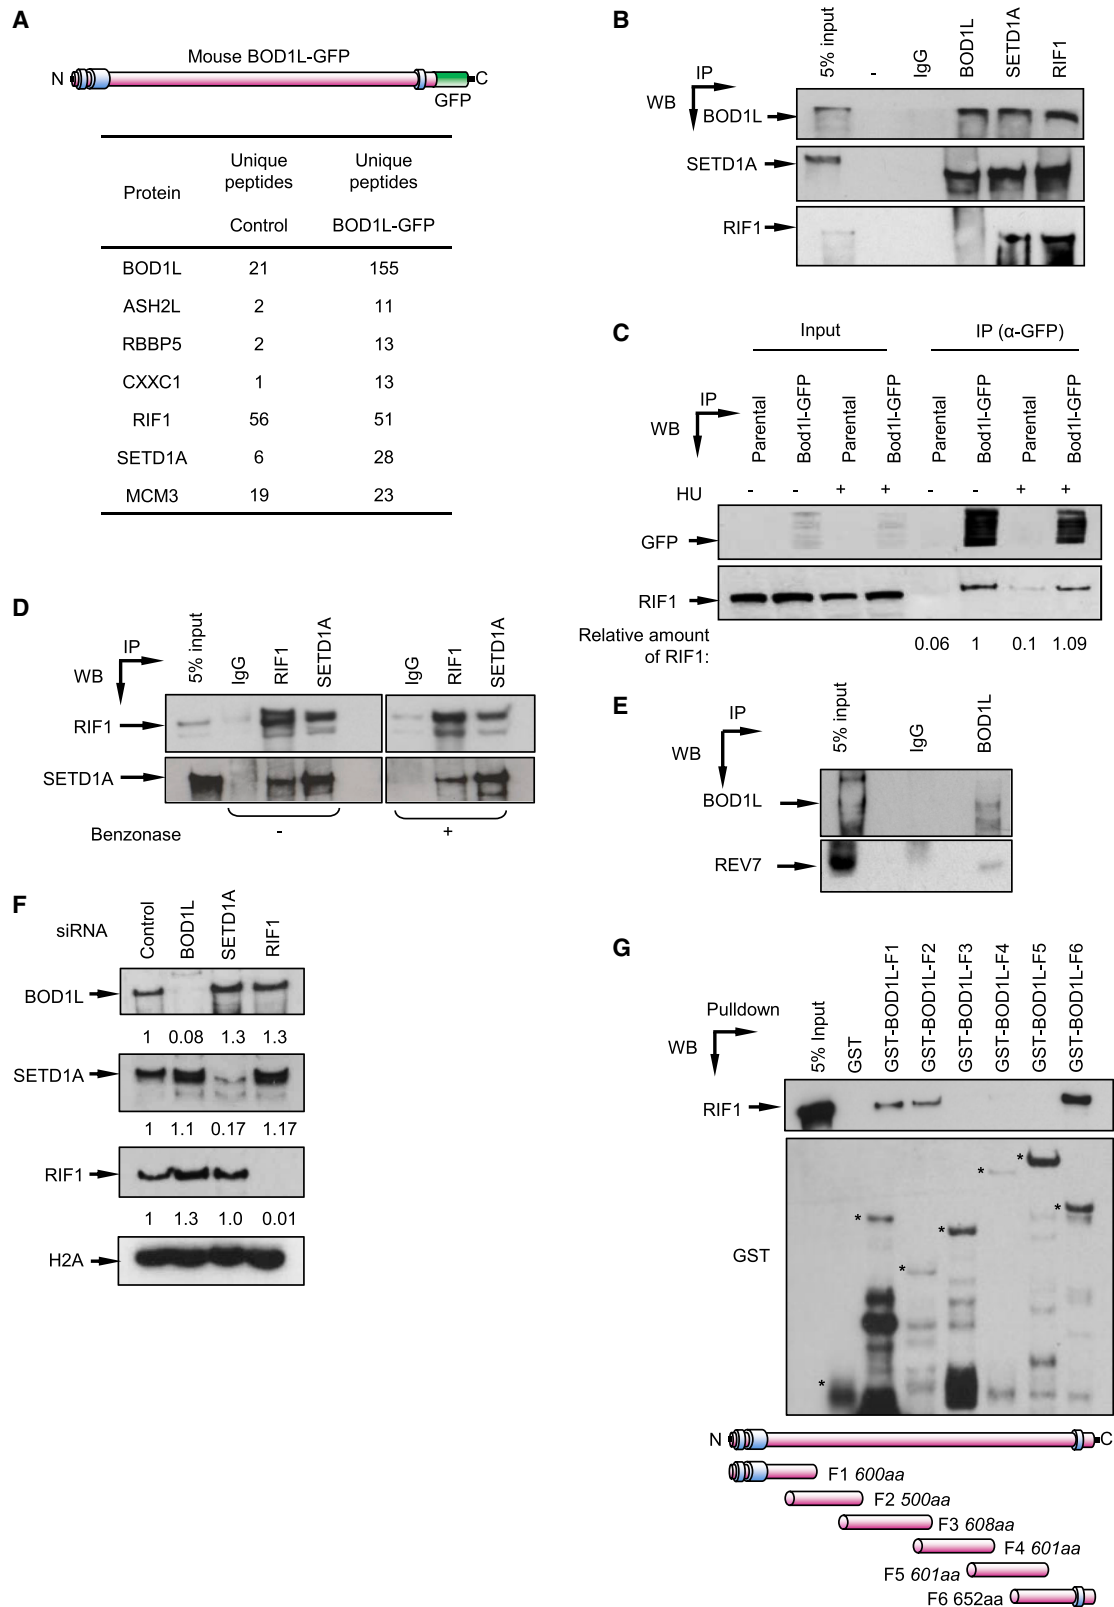 A
Mouse BOD1L-GFP
N
C
GFP
Protein
Unique peptides Control
Unique peptides BOD1L-GFP
BOD1L 21 155
ASH2L 2 11
RBBP5 2 13
CXXC1 1 13
RIF1 56 51
SETD1A 6 28
MCM3 19 23
B
IP
WB
5% input
-
IgG
BOD1L
SETD1A
RIF1
BOD1L
SETD1A
RIF1
C
Input
IP (α-GFP)
IP
WB
Parental
Bod1l-GFP
Parental
Bod1l-GFP
Parental
Bod1l-GFP
Parental
Bod1l-GFP
HU - - + + - - + +
GFP
RIF1
Relative amount
of RIF1:
0.06 1 0.1 1.09
D
IP
WB
5% input
IgG
RIF1
SETD1A
IgG
RIF1
SETD1A
RIF1
SETD1A
Benzonase - +
E
IP
WB
5% input
IgG
BOD1L
BOD1L
REV7
F
siRNA
Control
BOD1L
SETD1A
RIF1
BOD1L
1 0.08 1.3 1.3
SETD1A
1 1.1 0.17 1.17
RIF1
1 1.3 1.0 0.01
H2A
G
Pulldown
WB
5% Input
GST
GST-BOD1L-F1
GST-BOD1L-F2
GST-BOD1L-F3
GST-BOD1L-F4
GST-BOD1L-F5
GST-BOD1L-F6
RIF1
GST
*
*
*
*
*
*
*
N
C
F1 600aa
F2 500aa
F3 608aa
F4 601aa
F5 601aa
F6 652aa